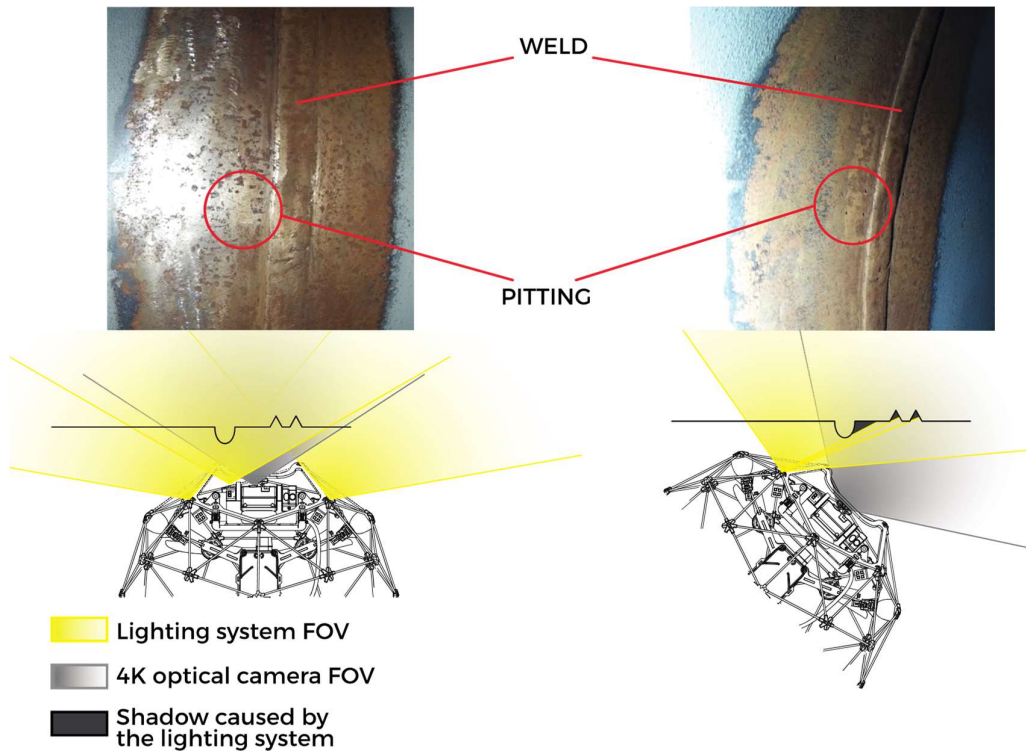 WELD
PITTING
Lighting system FOV
4K optical camera FOV
Shadow caused by
the lighting system